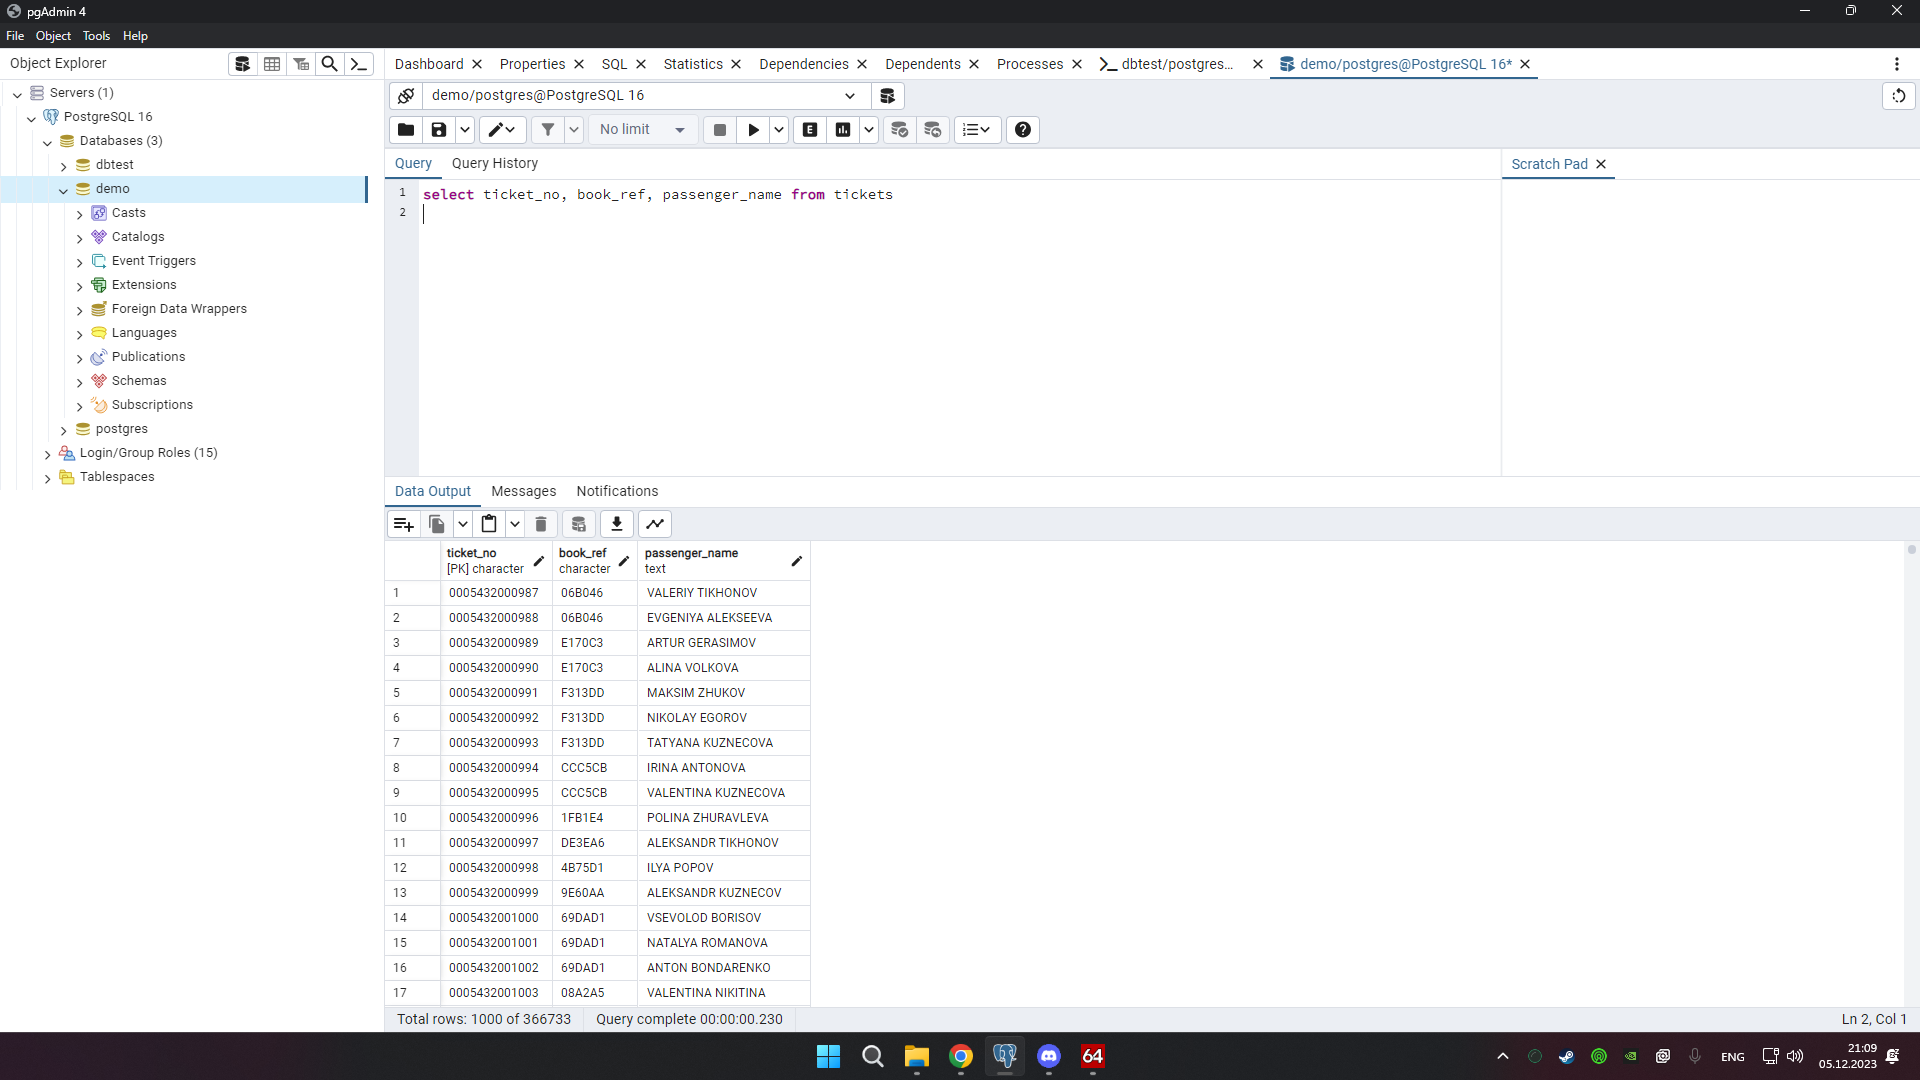 pgAdmin 4
File Object Tools Help
Object Explorer
Dashboard Properties SQL Statistics Dependencies Dependents Processes dbtest/postgres... demo/postgres@PostgreSQL 16*
Servers (1)
PostgreSQL 16
Databases (3)
dbtest
demo
Casts
Catalogs
Event Triggers
Extensions
Foreign Data Wrappers
Languages
Publications
Schemas
Subscriptions
postgres
Login/Group Roles (15)
Tablespaces
demo/postgres@PostgreSQL 16
No limit
E
Query Query History
Scratch Pad
1 select ticket_no, book_ref, passenger_name from tickets
2
Data Output Messages Notifications
ticket_no book_ref passenger_name
[PK] character character text
1 0005432000987 06B046 VALERIY TIKHONOV
2 0005432000988 06B046 EVGENIYA ALEKSEEVA
3 0005432000989 E170C3 ARTUR GERASIMOV
4 0005432000990 E170C3 ALINA VOLKOVA
5 0005432000991 F313DD MAKSIM ZHUKOV
6 0005432000992 F313DD NIKOLAY EGOROV
7 0005432000993 F313DD TATYANA KUZNECOVA
8 0005432000994 CCC5CB IRINA ANTONOVA
9 0005432000995 CCC5CB VALENTINA KUZNECOVA
10 0005432000996 1FB1E4 POLINA ZHURAVLEVA
11 0005432000997 DE3EA6 ALEKSANDR TIKHONOV
12 0005432000998 4B75D1 ILYA POPOV
13 0005432000999 9E60AA ALEKSANDR KUZNECOV
14 0005432001000 69DAD1 VSEVOLOD BORISOV
15 0005432001001 69DAD1 NATALYA ROMANOVA
16 0005432001002 69DAD1 ANTON BONDARENKO
17 0005432001003 08A2A5 VALENTINA NIKITINA
Total rows: 1000 of 366733 Query complete 00:00:00.230 Ln 2, Col 1
64
ENG
21:09
05.12.2023